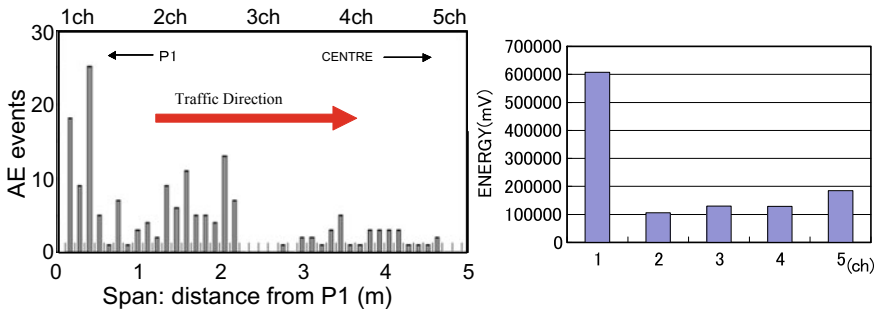 1ch 2ch 3ch 4ch 5ch
30
20
10
0
AE events
P1
CENTRE
Traffic Direction
0 1 2 3 4 5
Span: distance from P1 (m)
700000
600000
500000
400000
300000
200000
100000
0
ENERGY(mV)
1 2 3 4 5(ch)